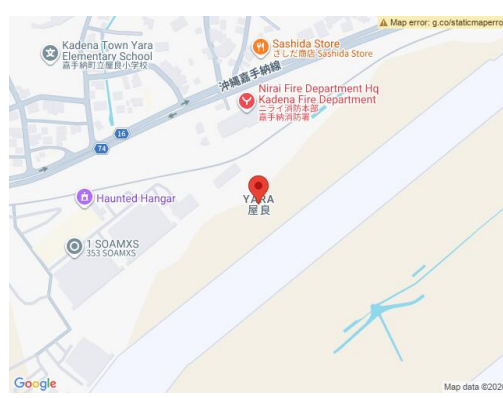 Map error: g.co/staticmaperro
Kadena Town Yara
Elementary School
嘉手納町立屋良小学校
Sashida Store
さしだ商店 Sashida Store
沖縄嘉手納線
Nirai Fire Department Hq
Kadena Fire Department
ニライ消防本部
嘉手納消防署
16
74
YARA
屋良
Haunted Hangar
1 SOAMXS
353 SOAMXS
Google
Map data ©2026